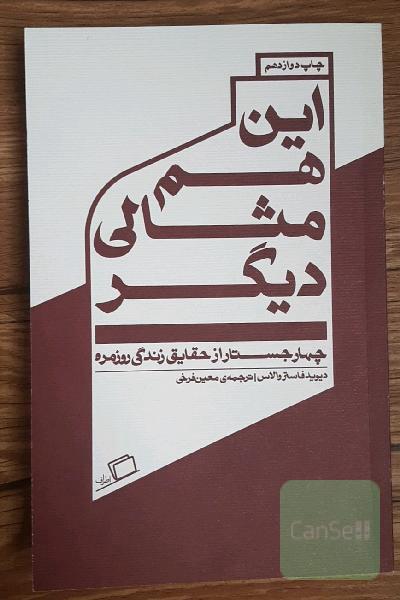 چاپ دوازدهم
این
هم
مثالی
دیگر
چهار جستار از حقایق زندگی روزمره
دیوید فاستر والاس | ترجمه‌ی معین فرخی
اطراف
CanSell